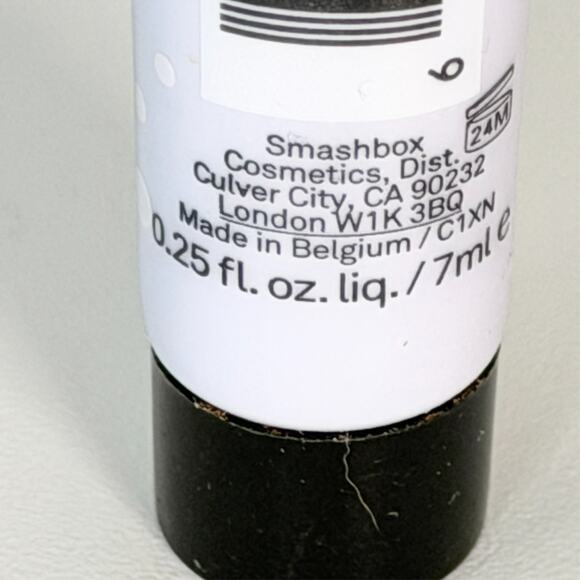 9
24M
Smashbox
Cosmetics, Dist.
Culver City, CA 90232
London W1K 3BQ
Made in Belgium / C1XN
0.25 fl. oz. liq. / 7ml e